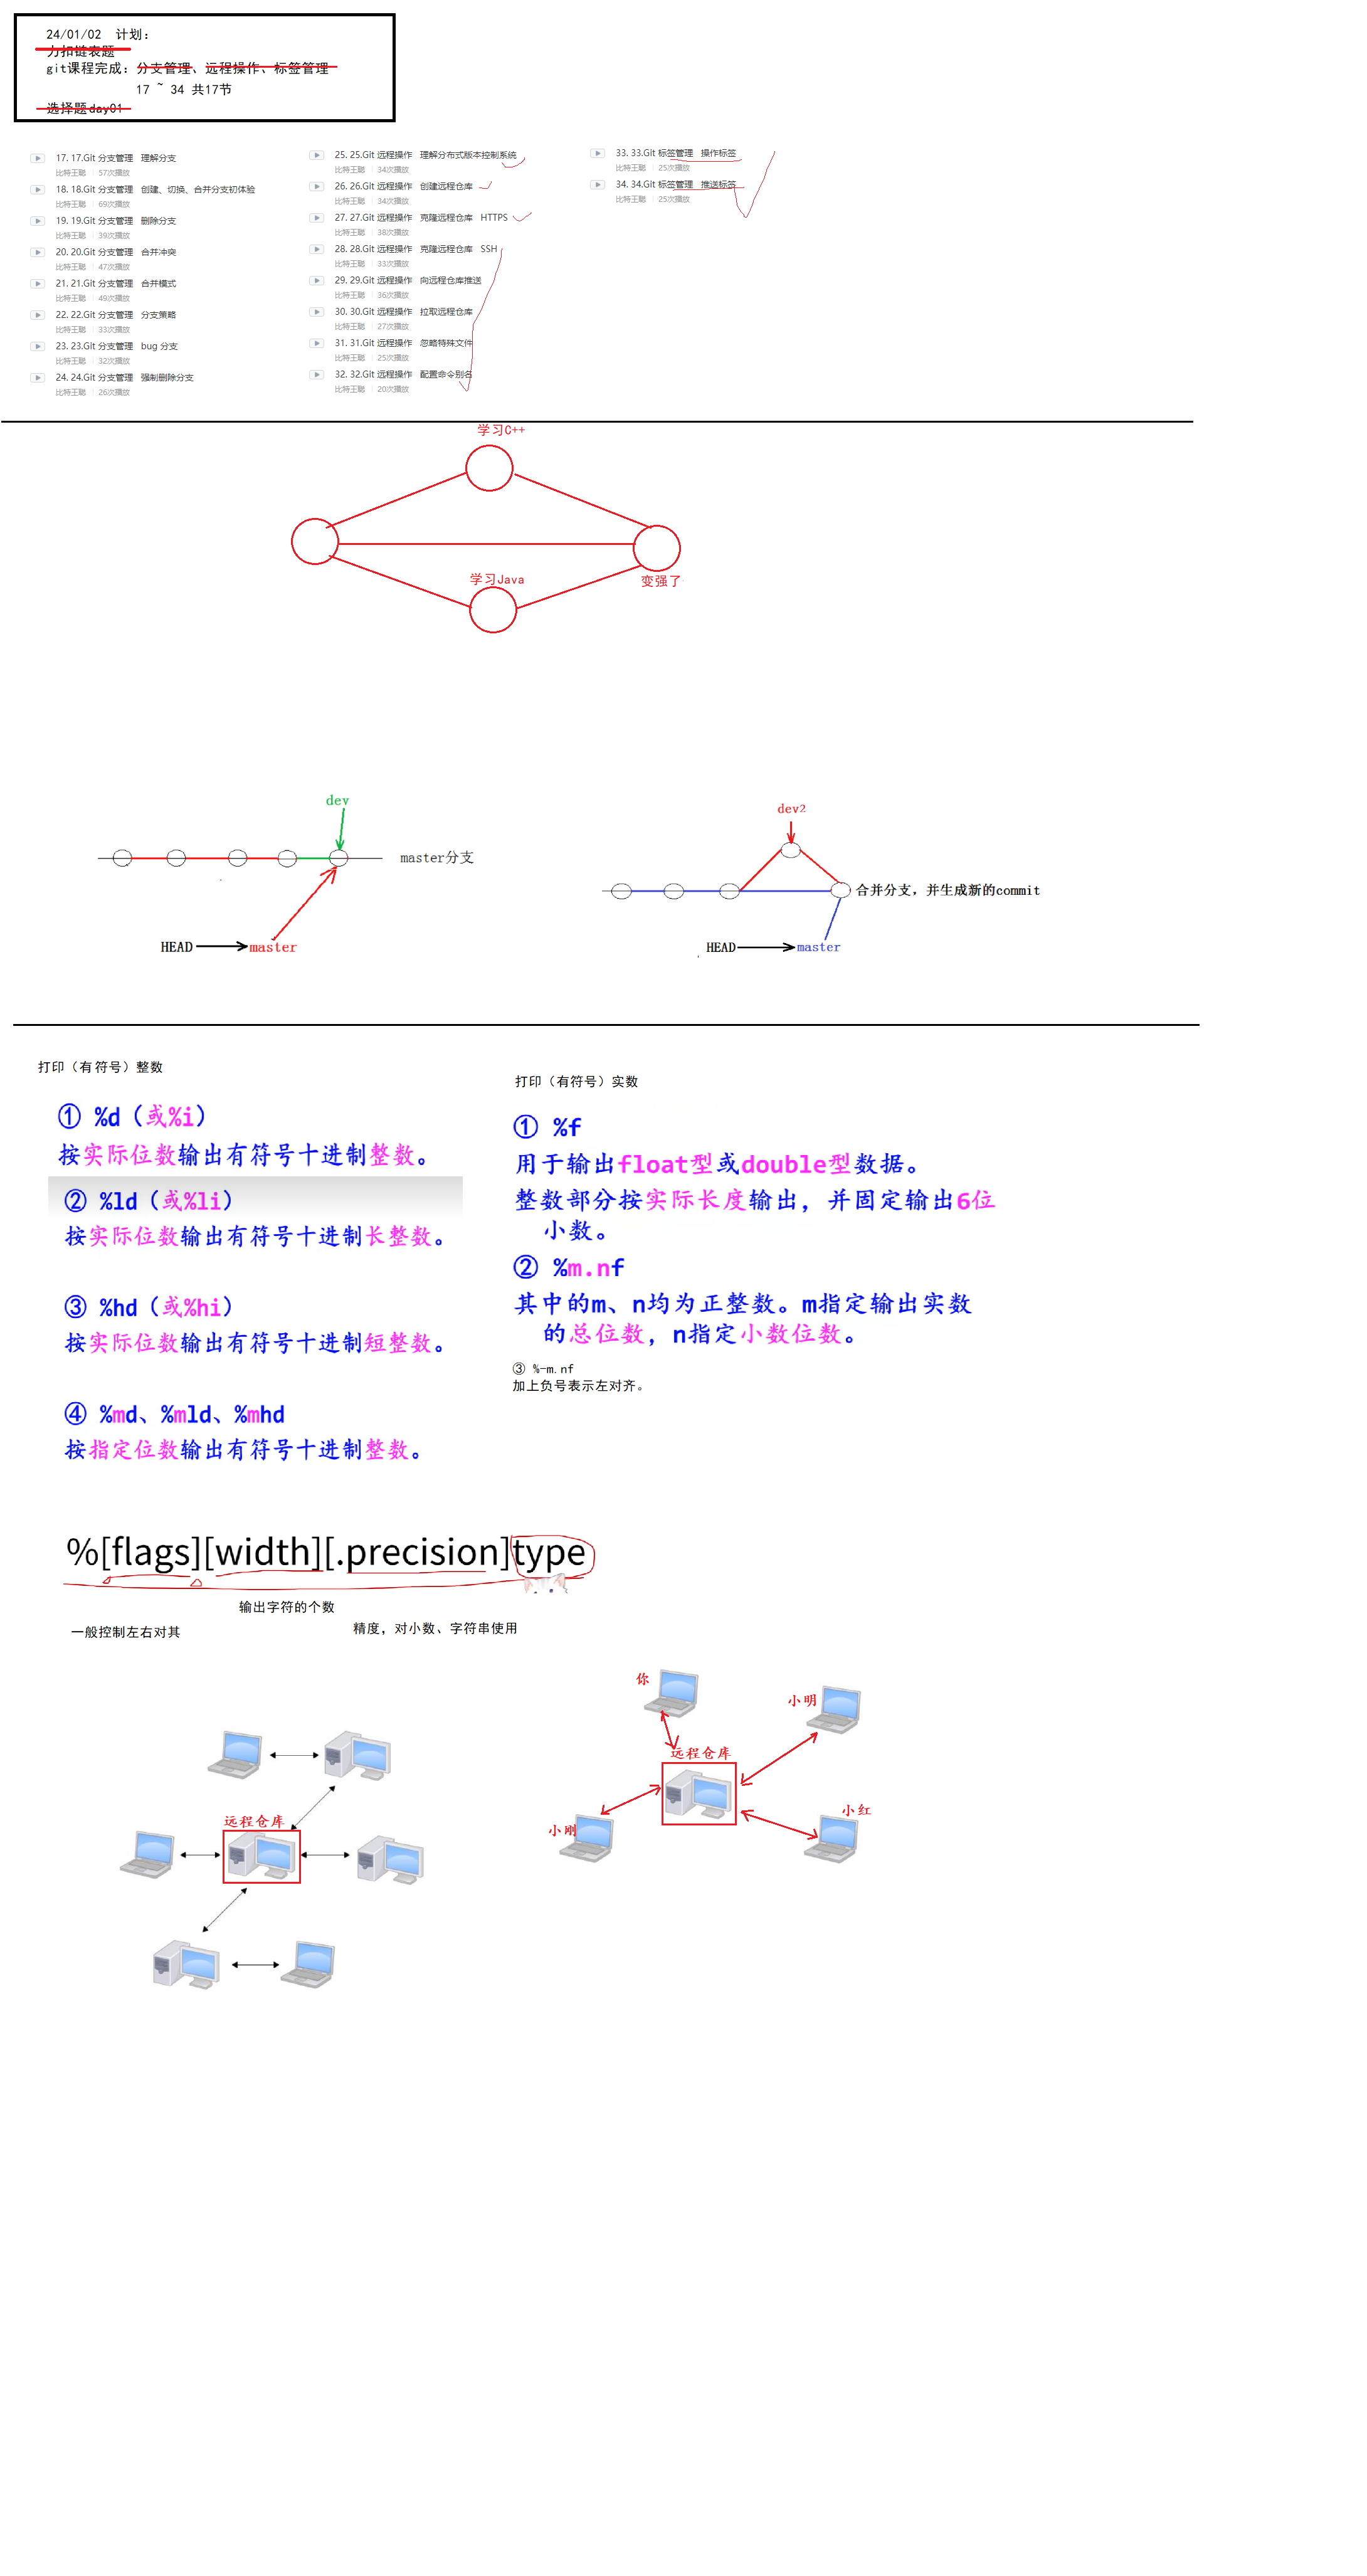 24/01/02 计划：
力扣链表题
git课程完成：分支管理、远程操作、标签管理
17 ~ 34 共17节
选择题day01
17. 17.Git 分支管理 理解分支
比特王聪 57次播放
18. 18.Git 分支管理 创建、切换、合并分支初体验
比特王聪 69次播放
19. 19.Git 分支管理 删除分支
比特王聪 39次播放
20. 20.Git 分支管理 合并冲突
比特王聪 47次播放
21. 21.Git 分支管理 合并模式
比特王聪 49次播放
22. 22.Git 分支管理 分支策略
比特王聪 33次播放
23. 23.Git 分支管理 bug 分支
比特王聪 32次播放
24. 24.Git 分支管理 强制删除分支
比特王聪 26次播放
25. 25.Git 远程操作 理解分布式版本控制系统
比特王聪 34次播放
26. 26.Git 远程操作 创建远程仓库
比特王聪 34次播放
27. 27.Git 远程操作 克隆远程仓库 HTTPS
比特王聪 38次播放
28. 28.Git 远程操作 克隆远程仓库 SSH
比特王聪 33次播放
29. 29.Git 远程操作 向远程仓库推送
比特王聪 36次播放
30. 30.Git 远程操作 拉取远程仓库
比特王聪 27次播放
31. 31.Git 远程操作 忽略特殊文件
比特王聪 25次播放
32. 32.Git 远程操作 配置命令别名
比特王聪 20次播放
33. 33.Git 标签管理 操作标签
比特王聪 25次播放
34. 34.Git 标签管理 推送标签
比特王聪 25次播放
学习C++
学习Java
变强了
dev
master分支
HEAD master
dev2
合并分支，并生成新的commit
HEAD master
打印（有符号）整数
① %d（或%i）
按实际位数输出有符号十进制整数。
② %ld（或%li）
按实际位数输出有符号十进制长整数。
③ %hd（或%hi）
按实际位数输出有符号十进制短整数。
④ %md、%mld、%mhd
按指定位数输出有符号十进制整数。
打印（有符号）实数
① %f
用于输出float型或double型数据。
整数部分按实际长度输出，并固定输出6位
小数。
② %m.nf
其中的m、n均为正整数。m指定输出实数
的总位数，n指定小数位数。
③ %-m.nf
加上负号表示左对齐。
%[flags][width][.precision]type
输出字符的个数
一般控制左右对其
精度，对小数、字符串使用
远程仓库
你
小明
远程仓库
小刚
小红